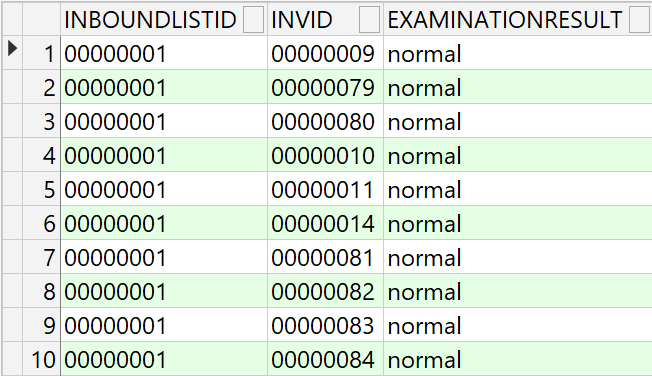 INBOUNDLISTID INVID EXAMINATIONRESULT
1 00000001 00000009 normal
2 00000001 00000079 normal
3 00000001 00000080 normal
4 00000001 00000010 normal
5 00000001 00000011 normal
6 00000001 00000014 normal
7 00000001 00000081 normal
8 00000001 00000082 normal
9 00000001 00000083 normal
10 00000001 00000084 normal